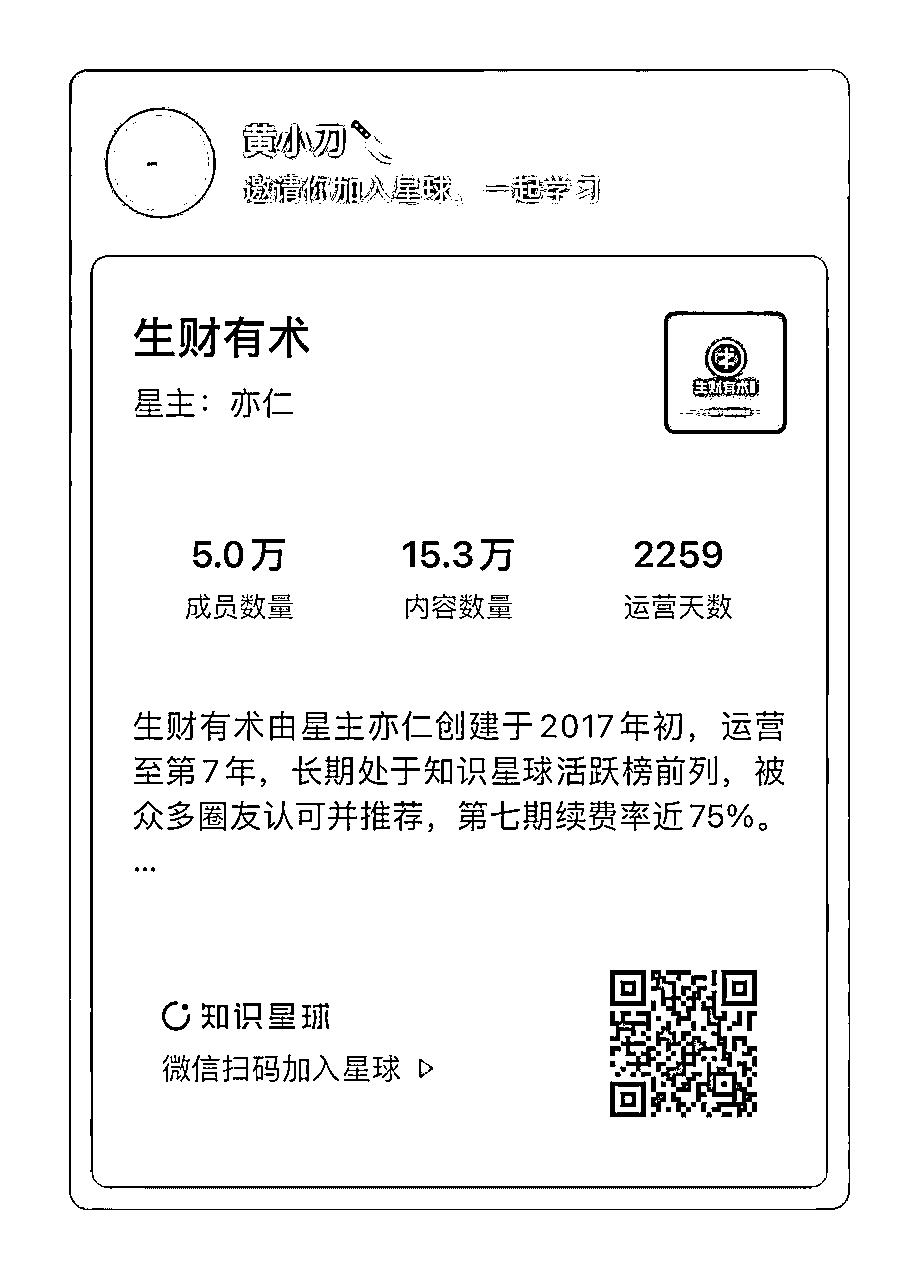 黄小刀🔪
邀请你加入星球，一起学习
生财有术
星主：亦仁
生财有术
5.0万
15.3万
2259
成员数量
内容数量
运营天数
生财有术由星主亦仁创建于2017年初，运营
至第7年，长期处于知识星球活跃榜前列，被
众多圈友认可并推荐，第七期续费率近75%。
...
知识星球
微信扫码加入星球